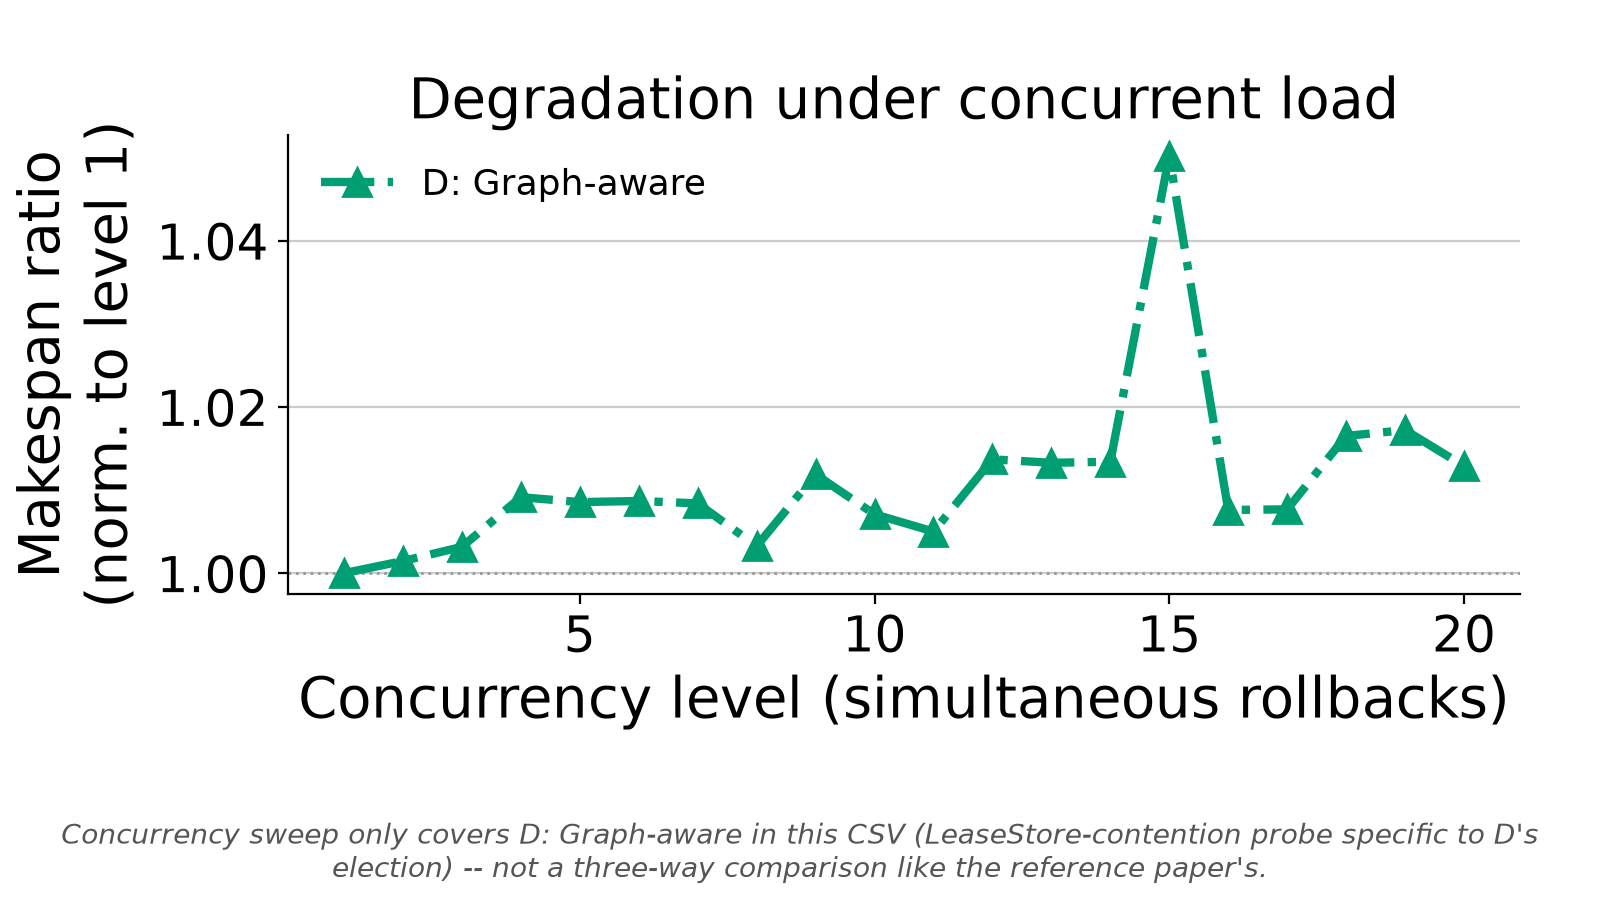 Degradation under concurrent load
Makespan ratio
(norm. to level 1)
D: Graph-aware
1.04
1.02
1.00
5 10 15 20
Concurrency level (simultaneous rollbacks)
Concurrency sweep only covers D: Graph-aware in this CSV (LeaseStore-contention probe specific to D's
election) -- not a three-way comparison like the reference paper's.